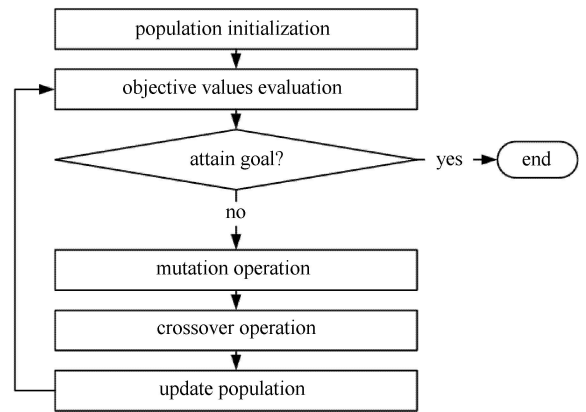 population initialization
objective values evaluation
attain goal?
yes
end
no
mutation operation
crossover operation
update population